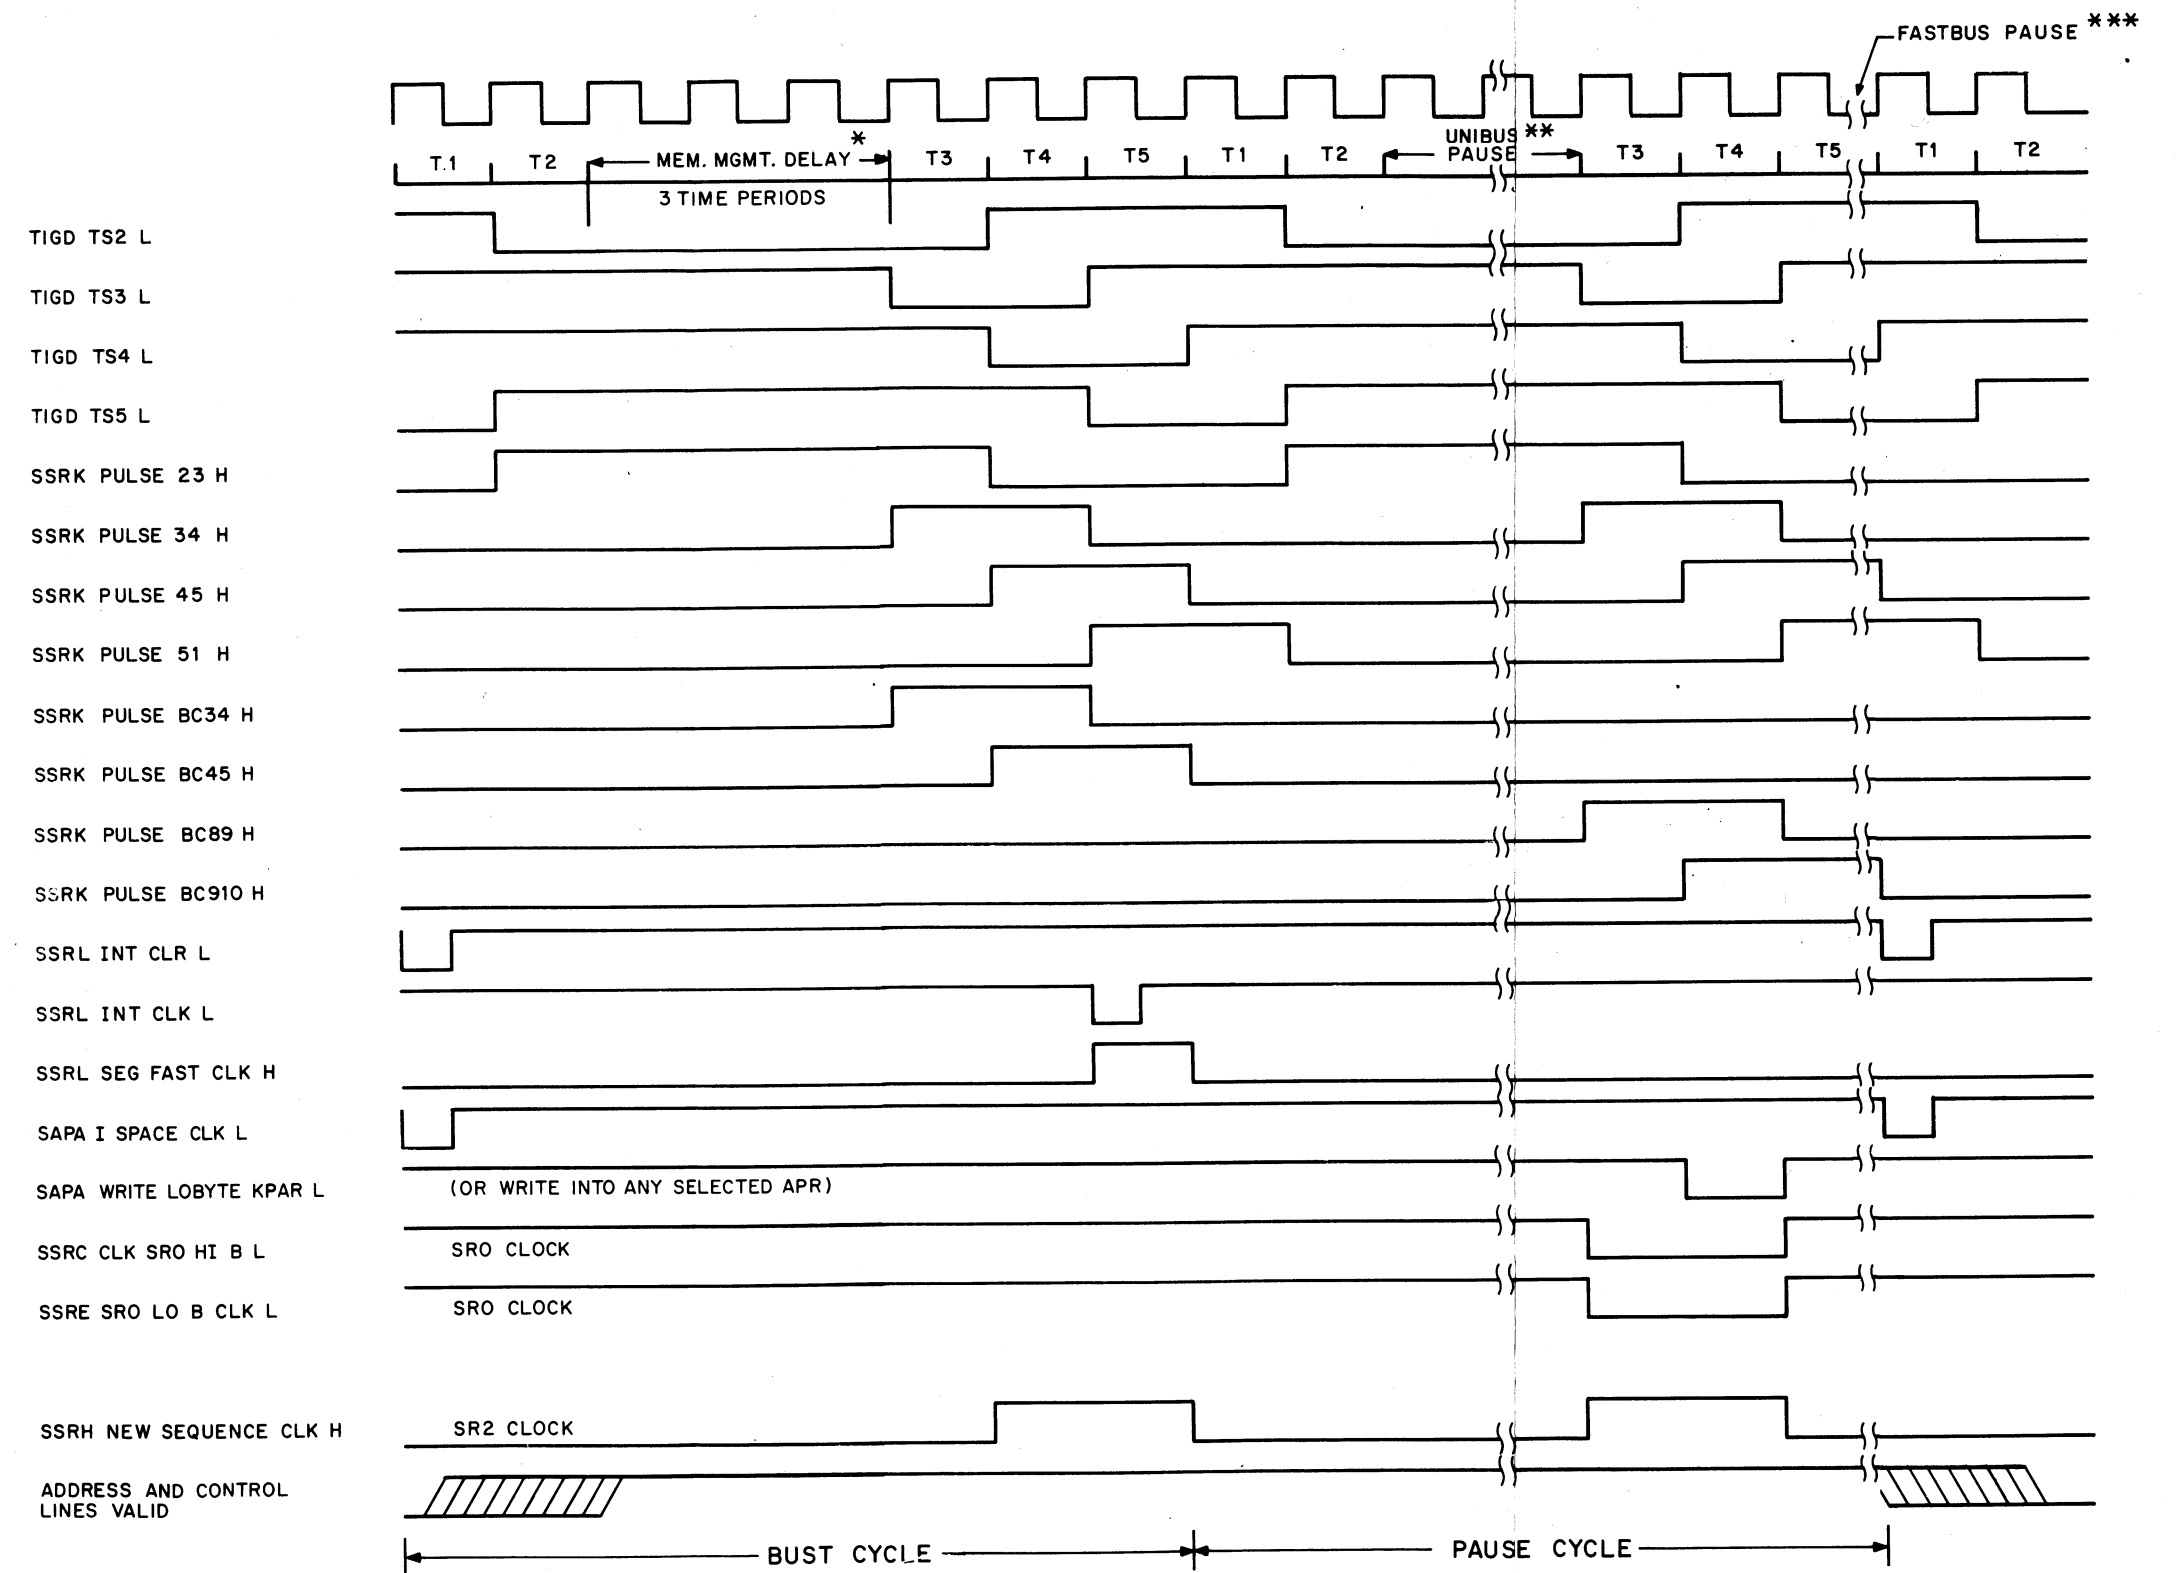 FASTBUS PAUSE ***
T.1 T2 MEM. MGMT. DELAY * T3 T4 T5 T1 T2 UNIBUS ** PAUSE T3 T4 T5 T1 T2
3 TIME PERIODS
TIGD TS2 L
TIGD TS3 L
TIGD TS4 L
TIGD TS5 L
SSRK PULSE 23 H
SSRK PULSE 34 H
SSRK PULSE 45 H
SSRK PULSE 51 H
SSRK PULSE BC34 H
SSRK PULSE BC45 H
SSRK PULSE BC89 H
SSRK PULSE BC910 H
SSRL INT CLR L
SSRL INT CLK L
SSRL SEG FAST CLK H
SAPA I SPACE CLK L
SAPA WRITE LOBYTE KPAR L (OR WRITE INTO ANY SELECTED APR)
SSRC CLK SRO HI B L SRO CLOCK
SSRE SRO LO B CLK L SRO CLOCK
SSRH NEW SEQUENCE CLK H SR2 CLOCK
ADDRESS AND CONTROL
LINES VALID
BUST CYCLE PAUSE CYCLE